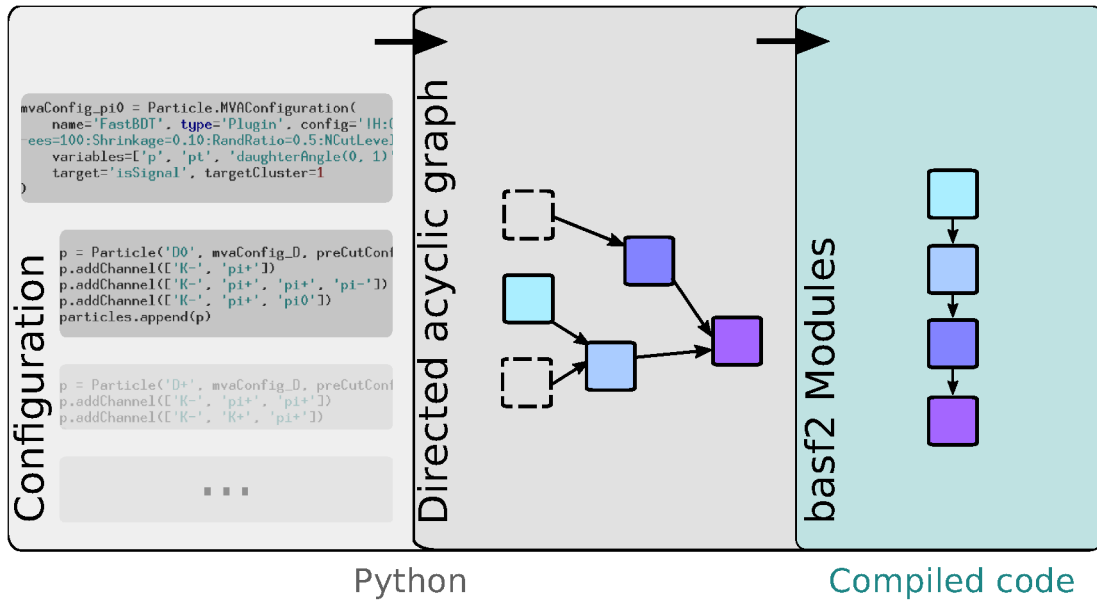 Configuration
mvaConfig_pi0 = Particle.MVAConfiguration(
name='FastBDT', type='Plugin', config='!H:
ees=100:Shrinkage=0.10:RandRatio=0.5:NCutLevel
variables=['p', 'pt', 'daughterAngle(0, 1)'
target='isSignal', targetCluster=1
)
p = Particle('D0', mvaConfig_D, preCutConf
p.addChannel(['K-', 'pi+'])
p.addChannel(['K-', 'pi+', 'pi+', 'pi-'])
p.addChannel(['K-', 'pi+', 'pi0'])
particles.append(p)
p = Particle('D+', mvaConfig_D, preCutConf
p.addChannel(['K-', 'pi+', 'pi+'])
p.addChannel(['K-', 'K+', 'pi+'])
...
Directed acyclic graph
basf2 Modules
Python
Compiled code